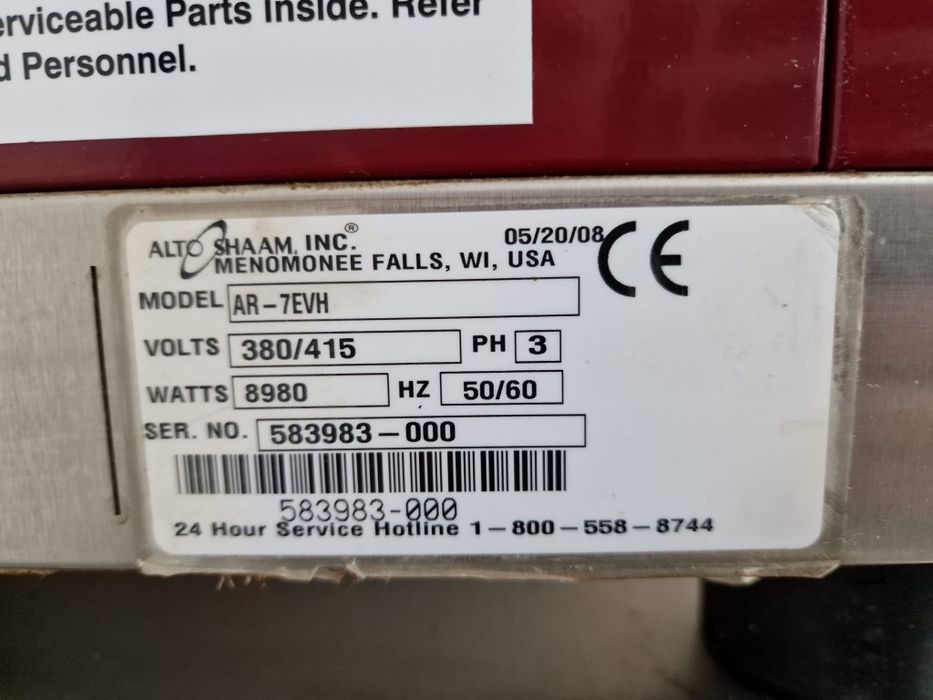 erviceable Parts Inside. Refer
d Personnel.
ALTO SHAAM, INC.® 05/20/08 CE
MENOMONEE FALLS, WI, USA
MODEL AR-7EVH
VOLTS 380/415 PH 3
WATTS 8980 HZ 50/60
SER. NO. 583983-000
583983-000
24 Hour Service Hotline 1-800-558-8744